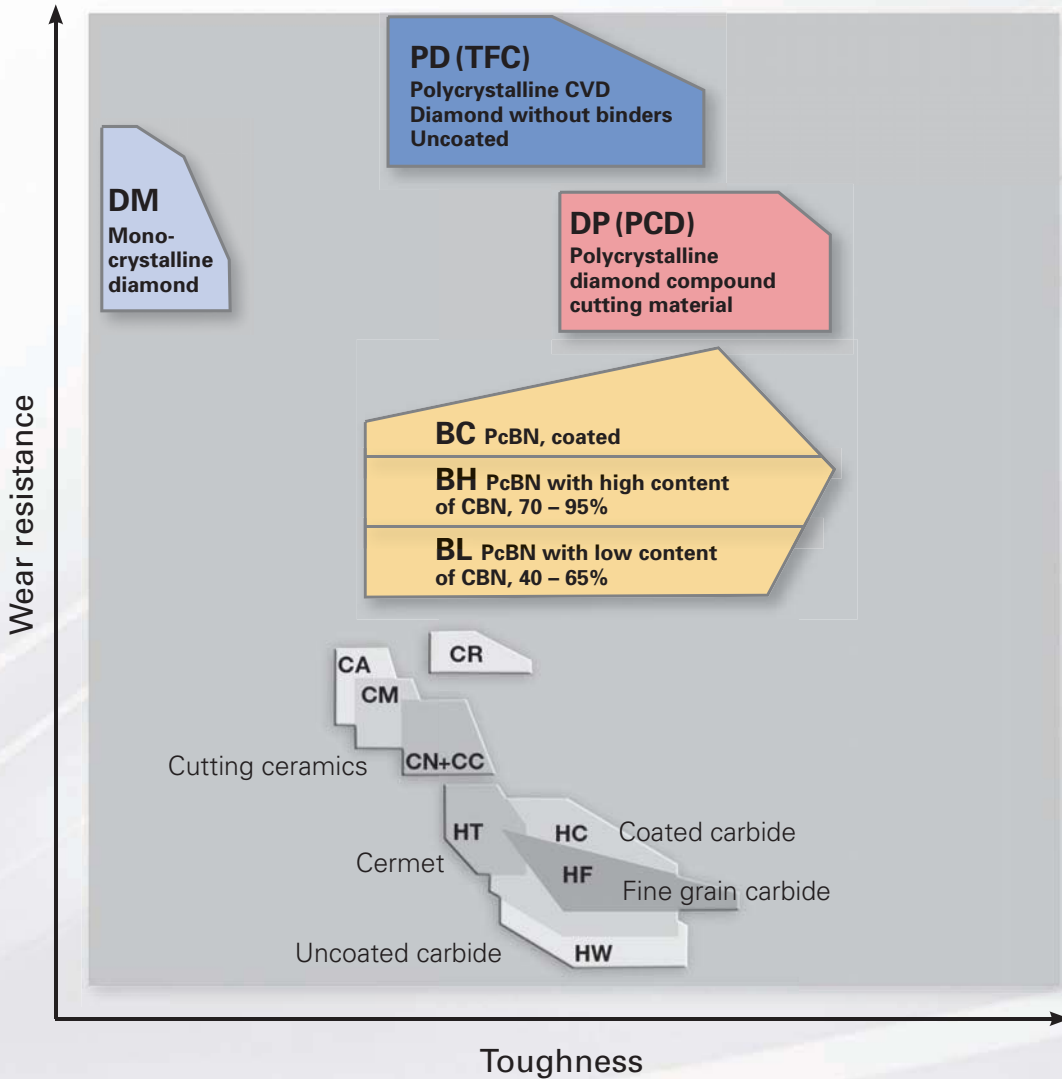 PD (TFC)
Polycrystalline CVD
Diamond without binders
Uncoated
DM
Mono-
crystalline
diamond
DP (PCD)
Polycrystalline
diamond compound
cutting material
Wear resistance
BC PcBN, coated
BH PcBN with high content
of CBN, 70 – 95%
BL PcBN with low content
of CBN, 40 – 65%
CR
CA
CM
CN+CC
Cutting ceramics
HT
HC
Coated carbide
Cermet
HF
Fine grain carbide
Uncoated carbide
HW
Toughness